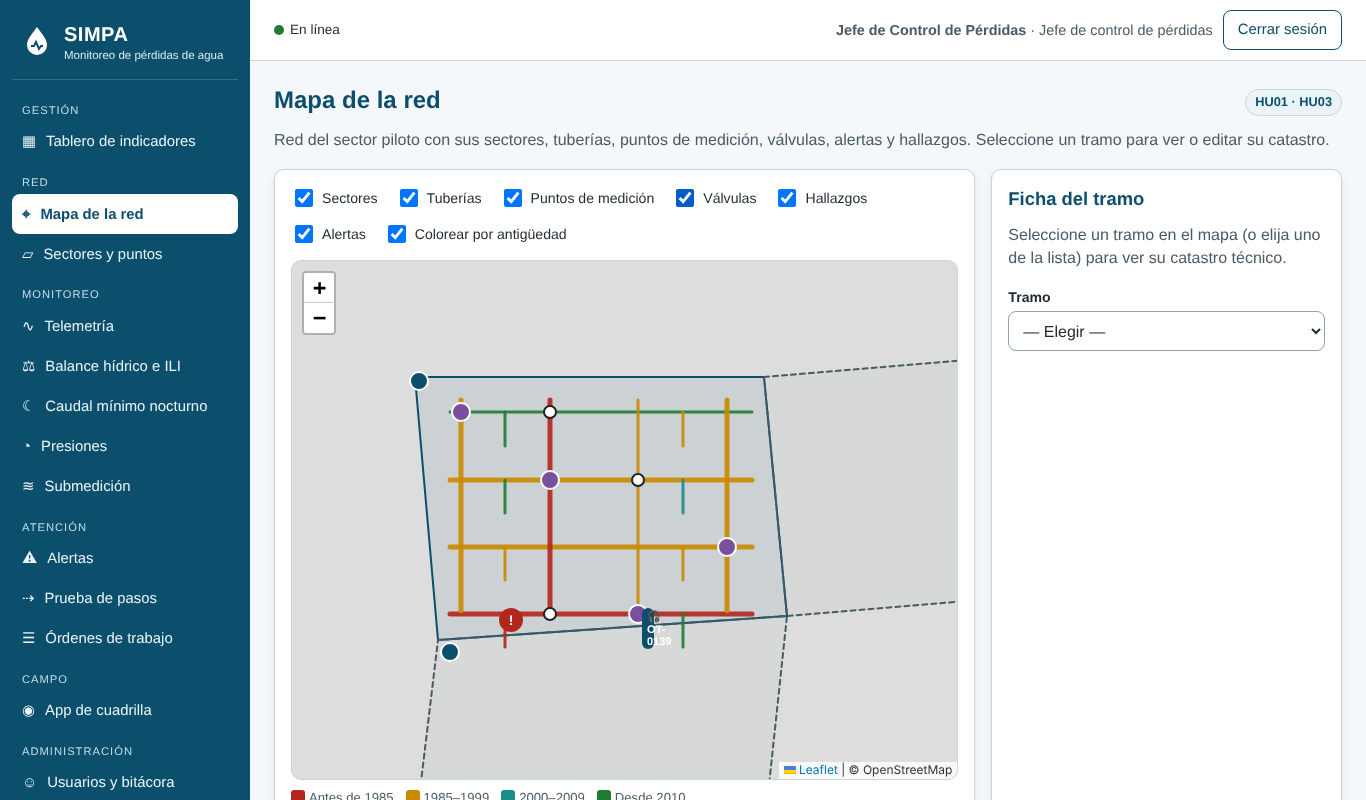 SIMPA
Monitoreo de pérdidas de agua
GESTIÓN
Tablero de indicadores
RED
Mapa de la red
Sectores y puntos
MONITOREO
Telemetría
Balance hídrico e ILI
Caudal mínimo nocturno
Presiones
Submedición
ATENCIÓN
Alertas
Prueba de pasos
Órdenes de trabajo
CAMPO
App de cuadrilla
ADMINISTRACIÓN
Usuarios y bitácora
En línea
Jefe de Control de Pérdidas · Jefe de control de pérdidas
Cerrar sesión
Mapa de la red
HU01 · HU03
Red del sector piloto con sus sectores, tuberías, puntos de medición, válvulas, alertas y hallazgos. Seleccione un tramo para ver o editar su catastro.
Sectores Tuberías Puntos de medición Válvulas Hallazgos
Alertas Colorear por antigüedad
+
−
!
OT-
0139
Leaflet | © OpenStreetMap
Antes de 1985 1985–1999 2000–2009 Desde 2010
Ficha del tramo
Seleccione un tramo en el mapa (o elija uno
de la lista) para ver su catastro técnico.
Tramo
— Elegir —